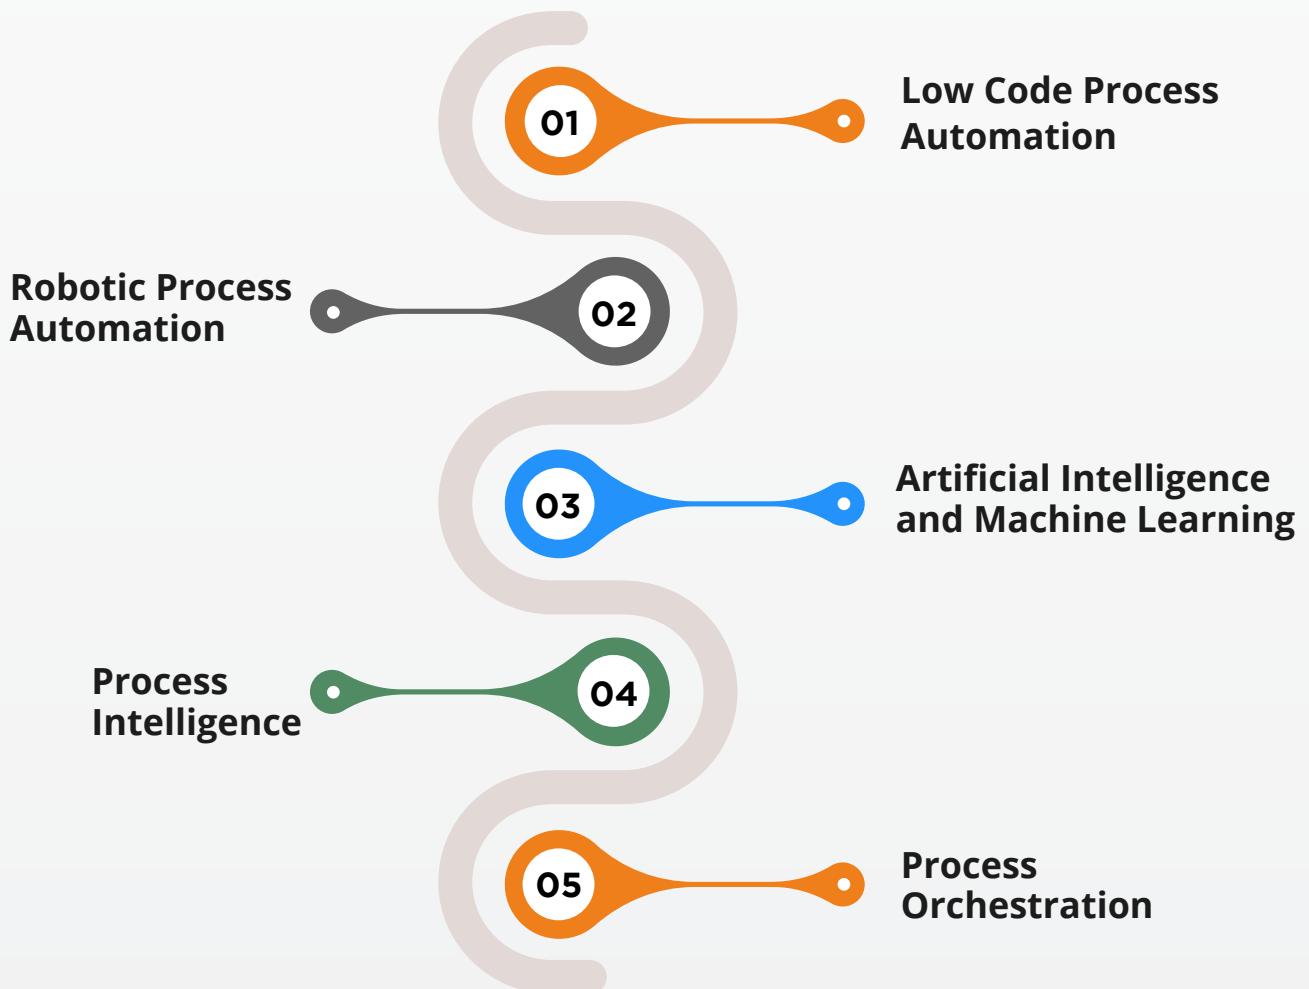 01
Low Code Process
Automation
Robotic Process
Automation
02
03
Artificial Intelligence
and Machine Learning
Process
Intelligence
04
05
Process
Orchestration